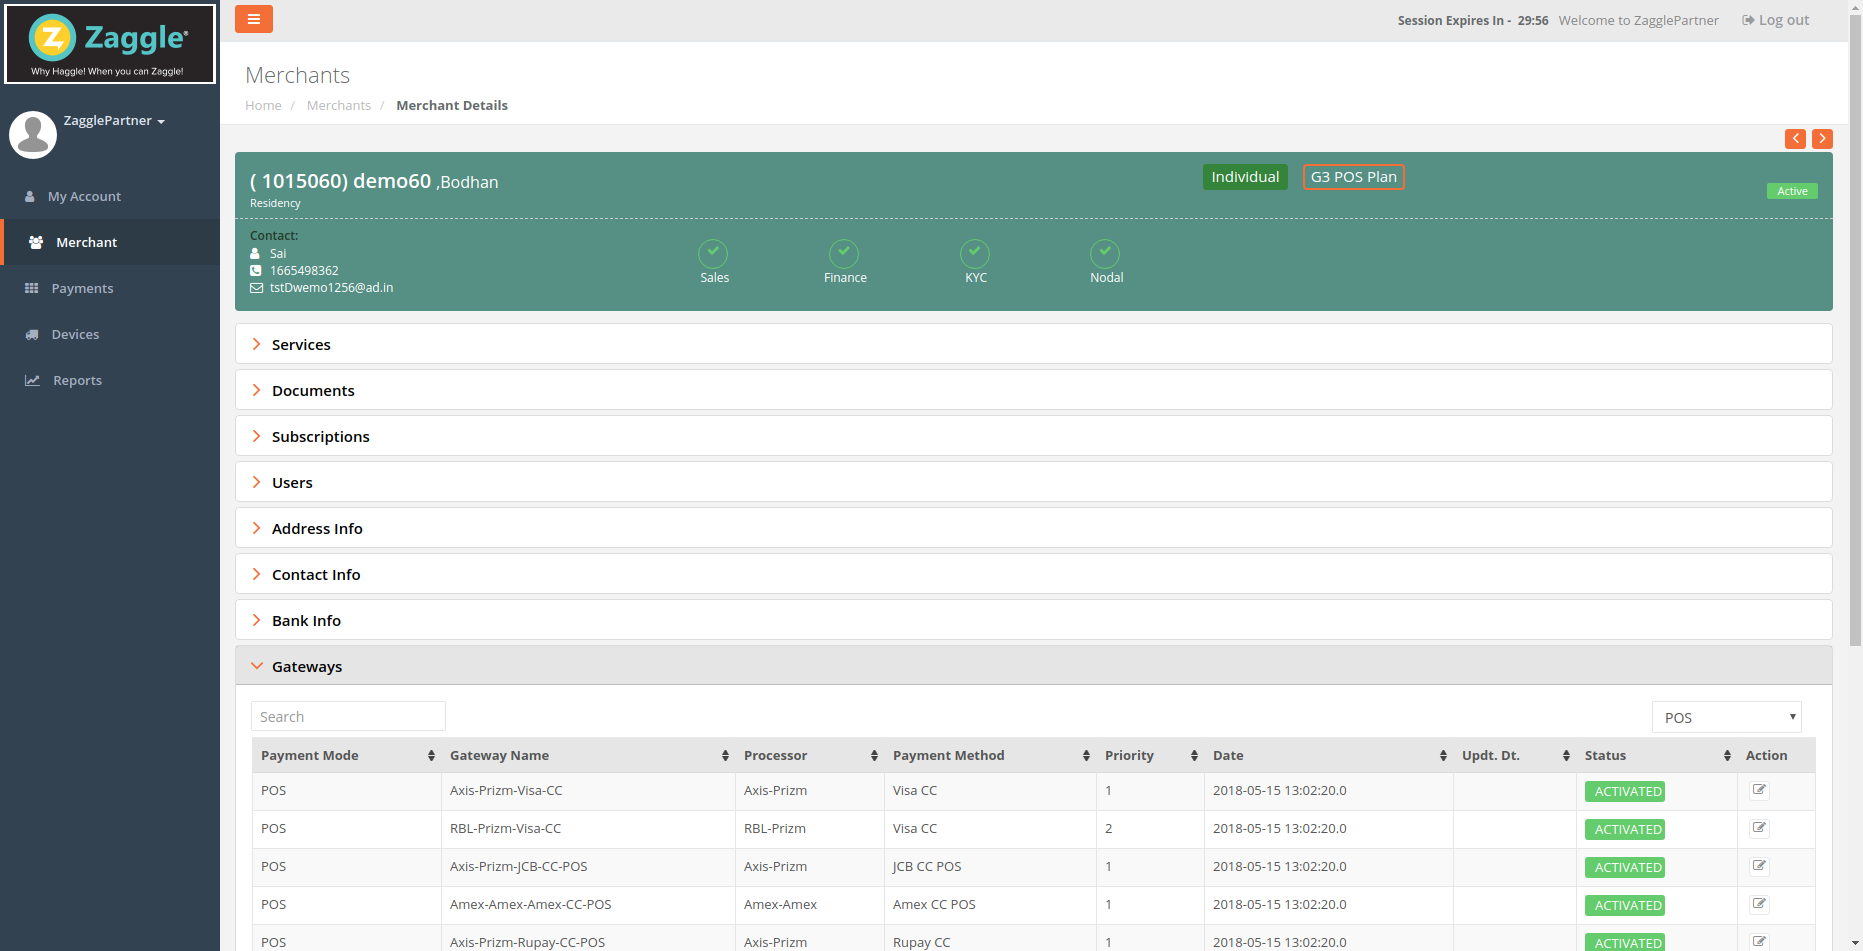 Zaggle®
Why Haggle! When you can Zaggle!
Session Expires In - 29:56 Welcome to ZagglePartner Log out
ZagglePartner
My Account
Merchant
Payments
Devices
Reports
Merchants
Home / Merchants / Merchant Details
( 1015060) demo60 ,Bodhan
Residency
Individual
G3 POS Plan
Active
Contact:
Sai
1665498362
tstDwemo1256@ad.in
Sales Finance KYC Nodal
Services
Documents
Subscriptions
Users
Address Info
Contact Info
Bank Info
Gateways
Search
POS
Payment Mode Gateway Name Processor Payment Method Priority Date Updt. Dt. Status Action
POS Axis-Prizm-Visa-CC Axis-Prizm Visa CC 1 2018-05-15 13:02:20.0 ACTIVATED
POS RBL-Prizm-Visa-CC RBL-Prizm Visa CC 2 2018-05-15 13:02:20.0 ACTIVATED
POS Axis-Prizm-JCB-CC-POS Axis-Prizm JCB CC POS 1 2018-05-15 13:02:20.0 ACTIVATED
POS Amex-Amex-Amex-CC-POS Amex-Amex Amex CC POS 1 2018-05-15 13:02:20.0 ACTIVATED
POS Axis-Prizm-Rupay-CC-POS Axis-Prizm Rupay CC 1 2018-05-15 13:02:20.0 ACTIVATED